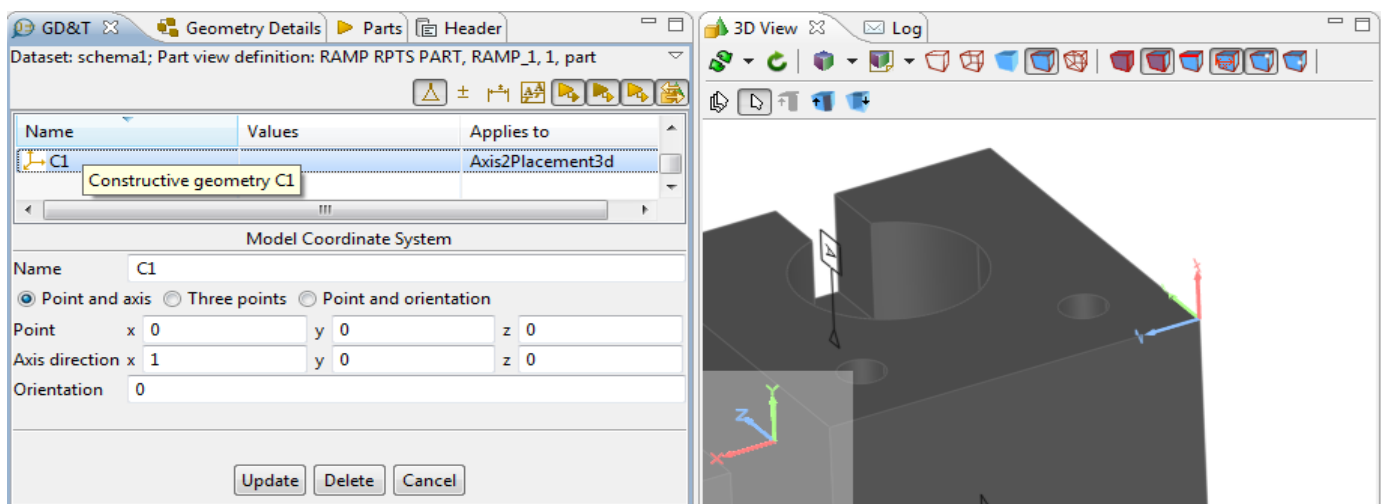 GD&T Geometry Details Parts Header
Dataset: schema1; Part view definition: RAMP RPTS PART, RAMP_1, 1, part
Name Values Applies to
C1 Axis2Placement3d
Constructive geometry C1
Model Coordinate System
Name C1
Point and axis Three points Point and orientation
Point x 0 y 0 z 0
Axis direction x 1 y 0 z 0
Orientation 0
Update Delete Cancel
3D View Log
A
X
Y
Y
Z
X